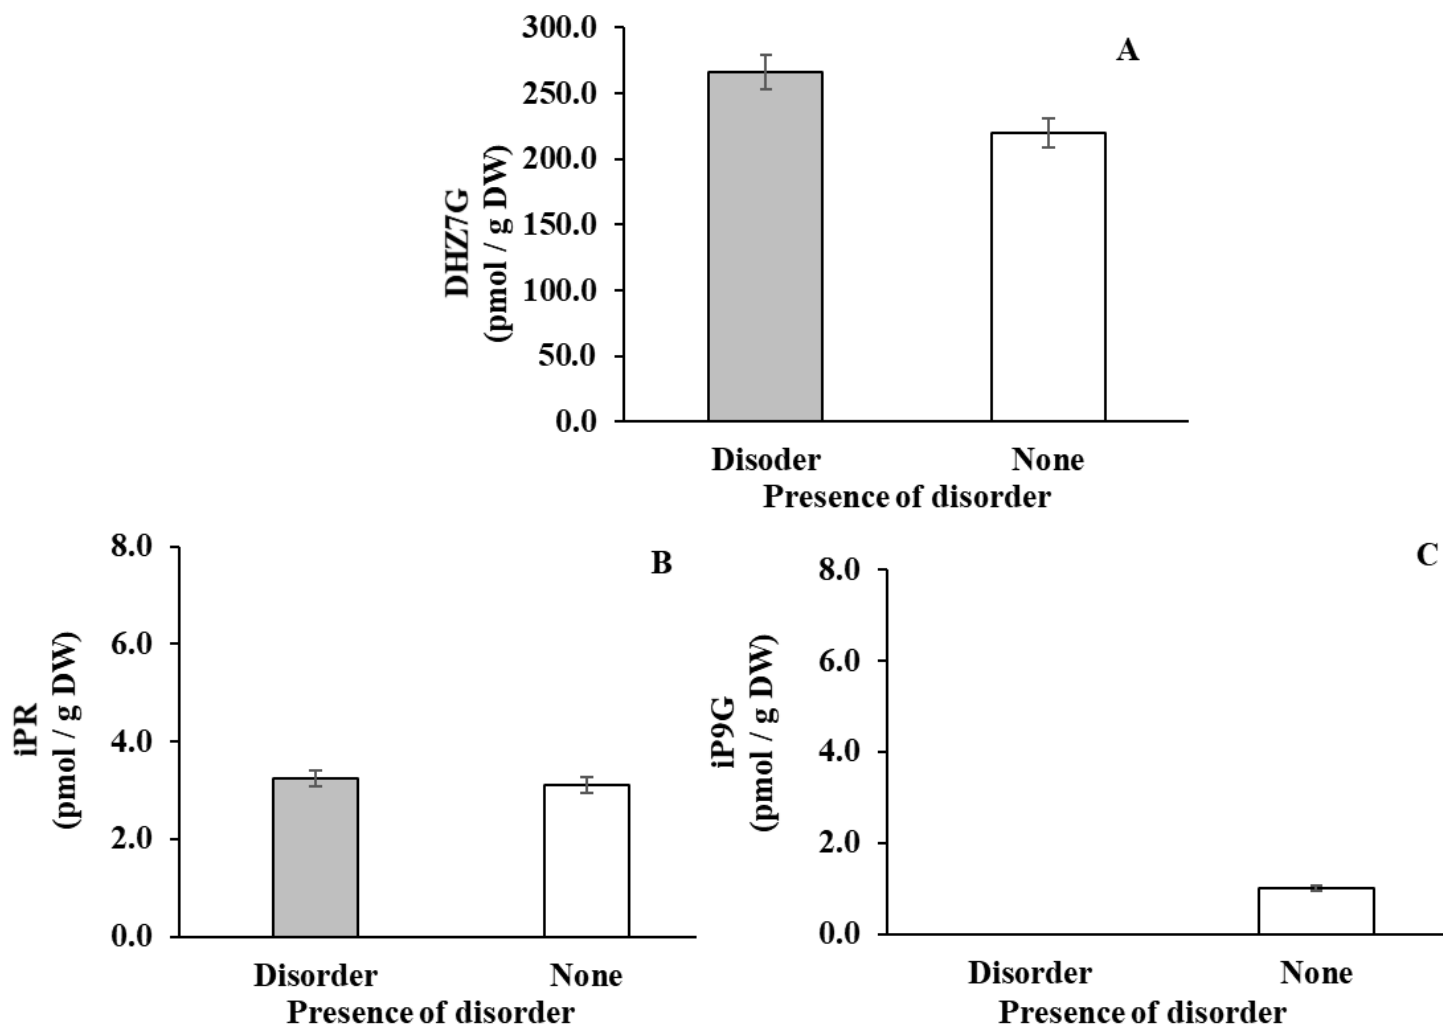 A
DHZ7G
(pmol / g DW)
300.0
250.0
200.0
150.0
100.0
50.0
0.0
Disoder
None
Presence of disorder
B
iPR
(pmol / g DW)
8.0
6.0
4.0
2.0
0.0
Disorder
None
Presence of disorder
C
iP9G
(pmol / g DW)
8.0
6.0
4.0
2.0
0.0
Disorder
None
Presence of disorder